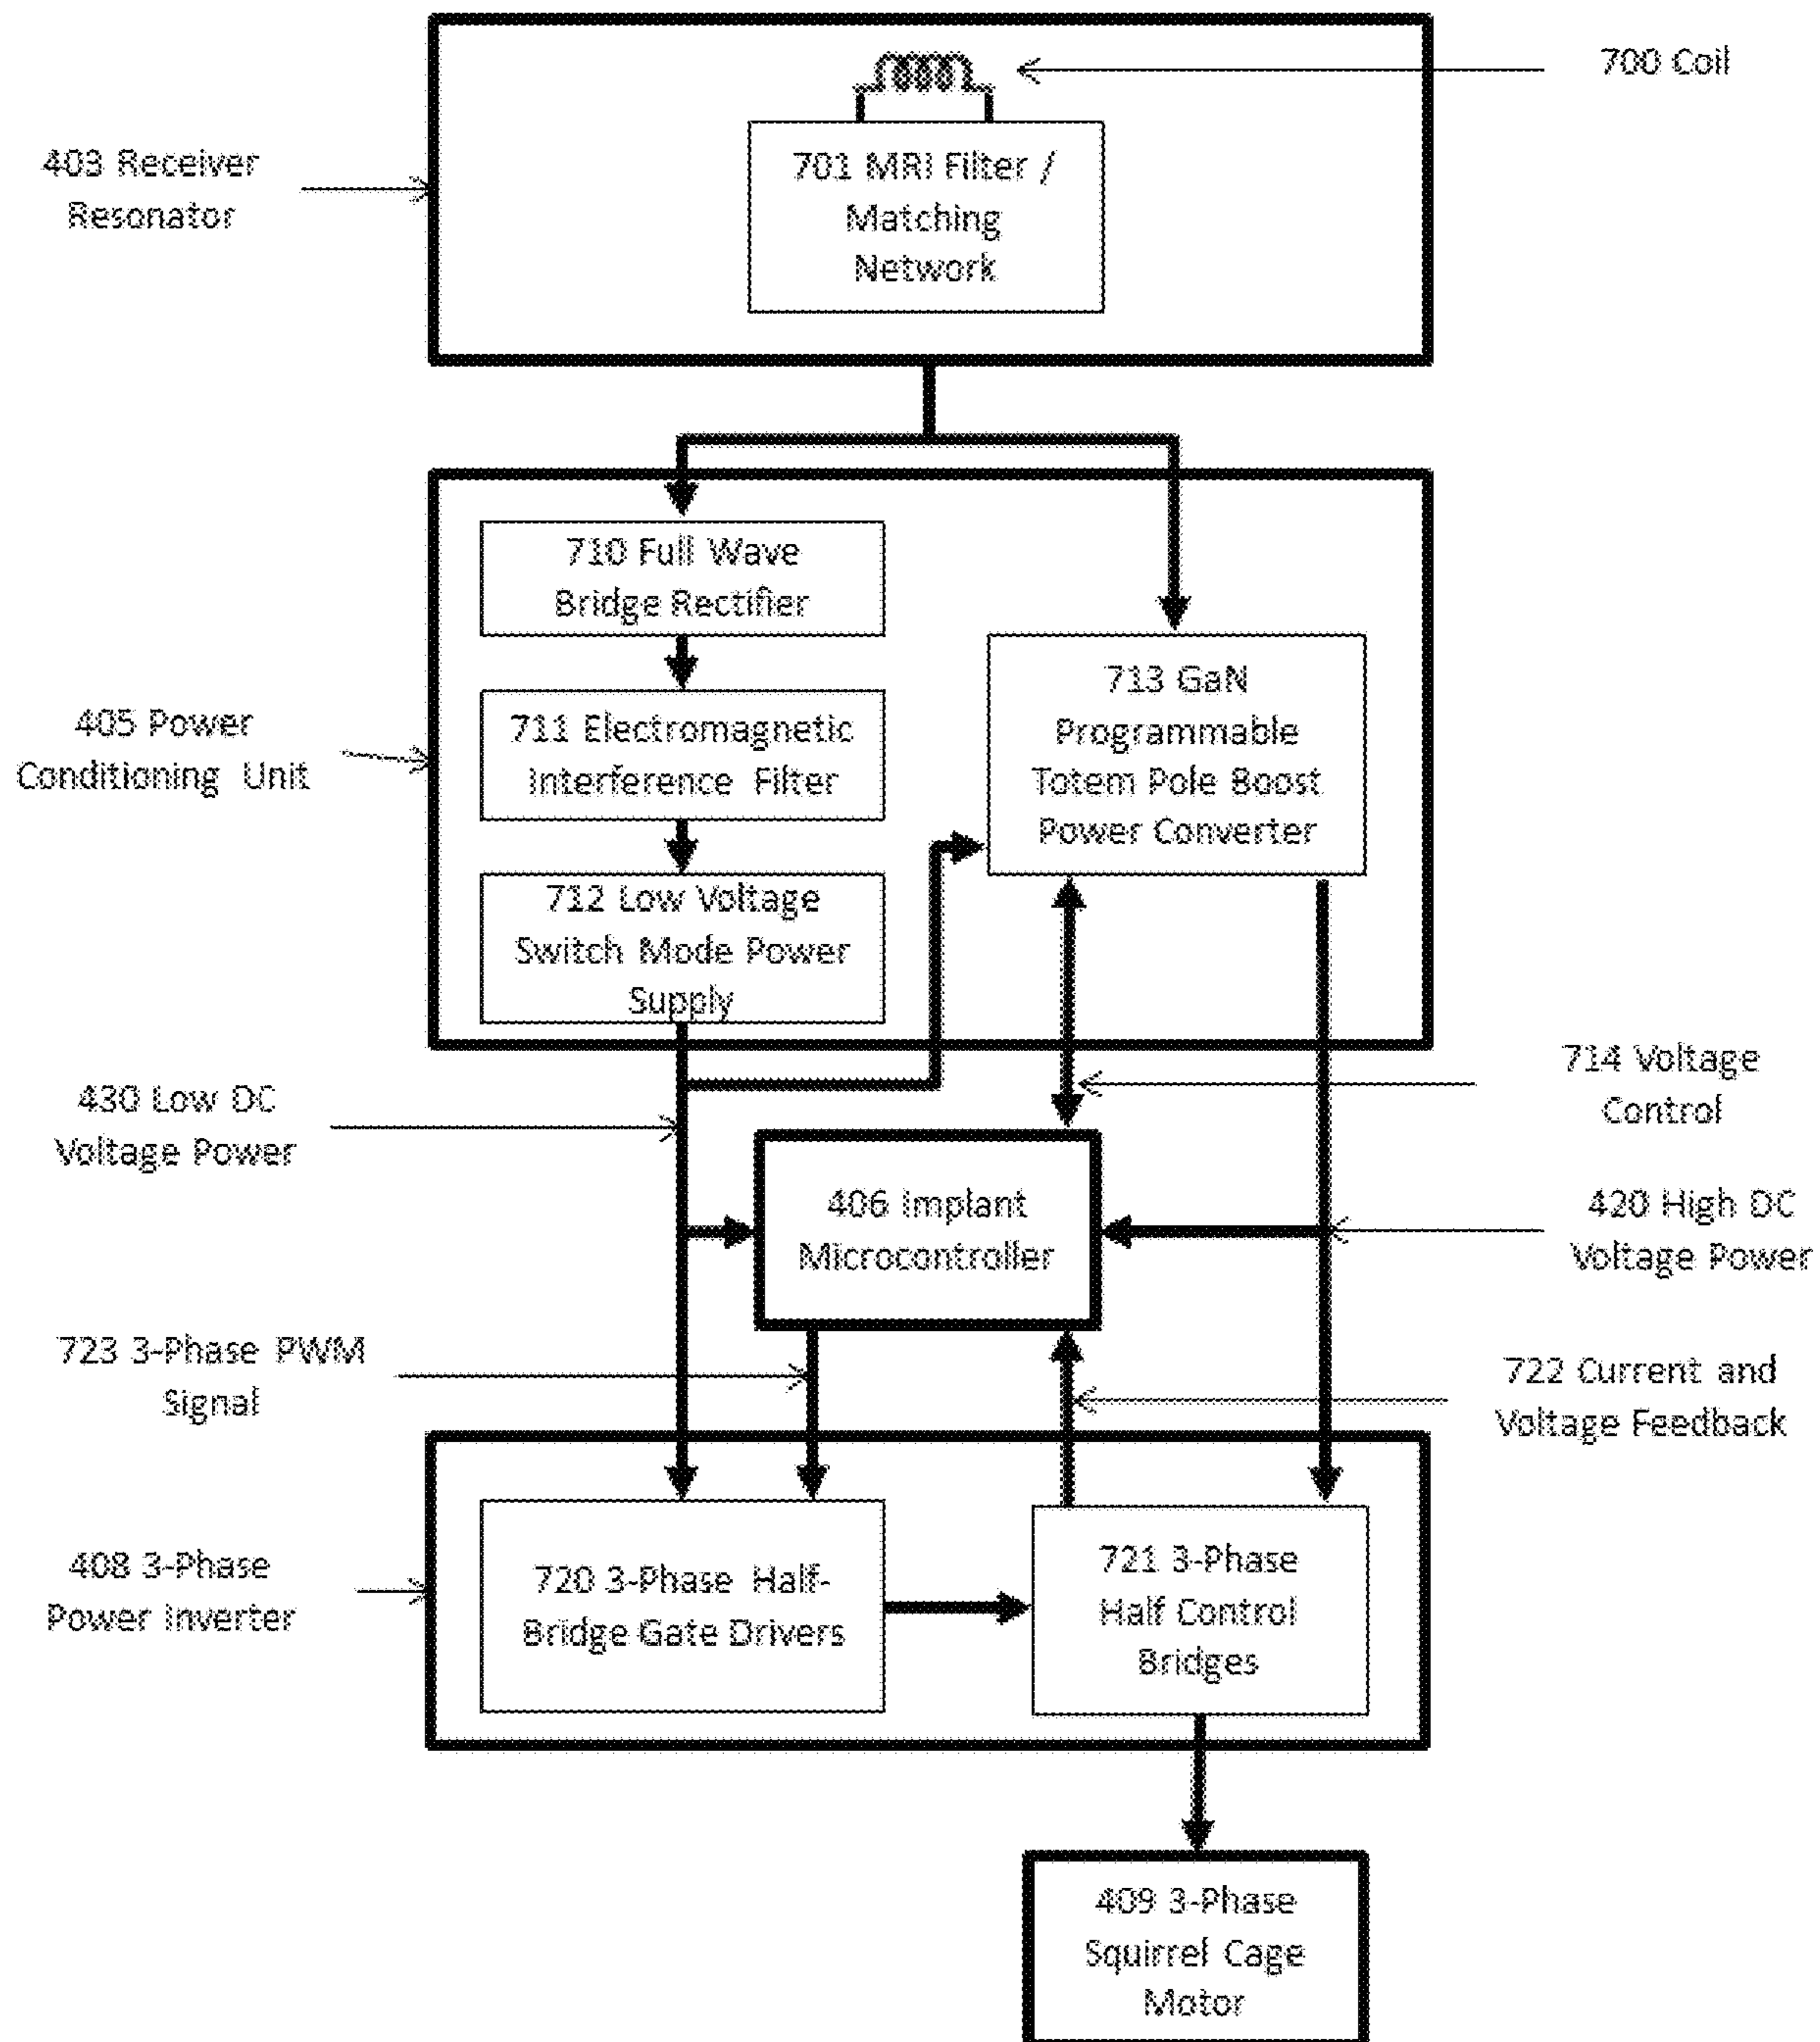 700 Coil
701 MRI Filter /
Matching
Network
403 Receiver
Resonator
710 Full Wave
Bridge Rectifier
711 Electromagnetic
Interference Filter
712 Low Voltage
Switch Mode Power
Supply
713 GaN
Programmable
Totem Pole Boost
Power Converter
405 Power
Conditioning Unit
714 Voltage
Control
430 Low DC
Voltage Power
406 Implant
Microcontroller
420 High DC
Voltage Power
723 3-Phase PWM
Signal
722 Current and
Voltage Feedback
408 3-Phase
Power Inverter
720 3-Phase Half-
Bridge Gate Drivers
721 3-Phase
Half Control
Bridges
409 3-Phase
Squirrel Cage
Motor